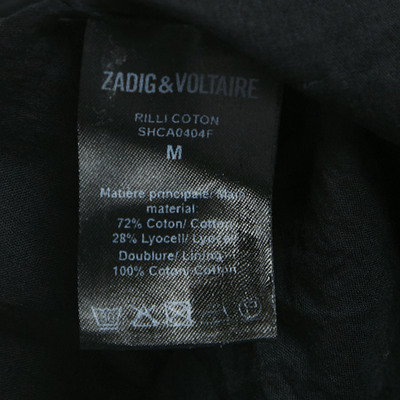 ZADIG&VOLTAIRE
RILLI COTON
SHCA0404F
M
Matière principale/ Main
material:
72% Coton/ Cotton
28% Lyocell/ Lyocell
Doublure/ Lining
100% Coton/ Cotton